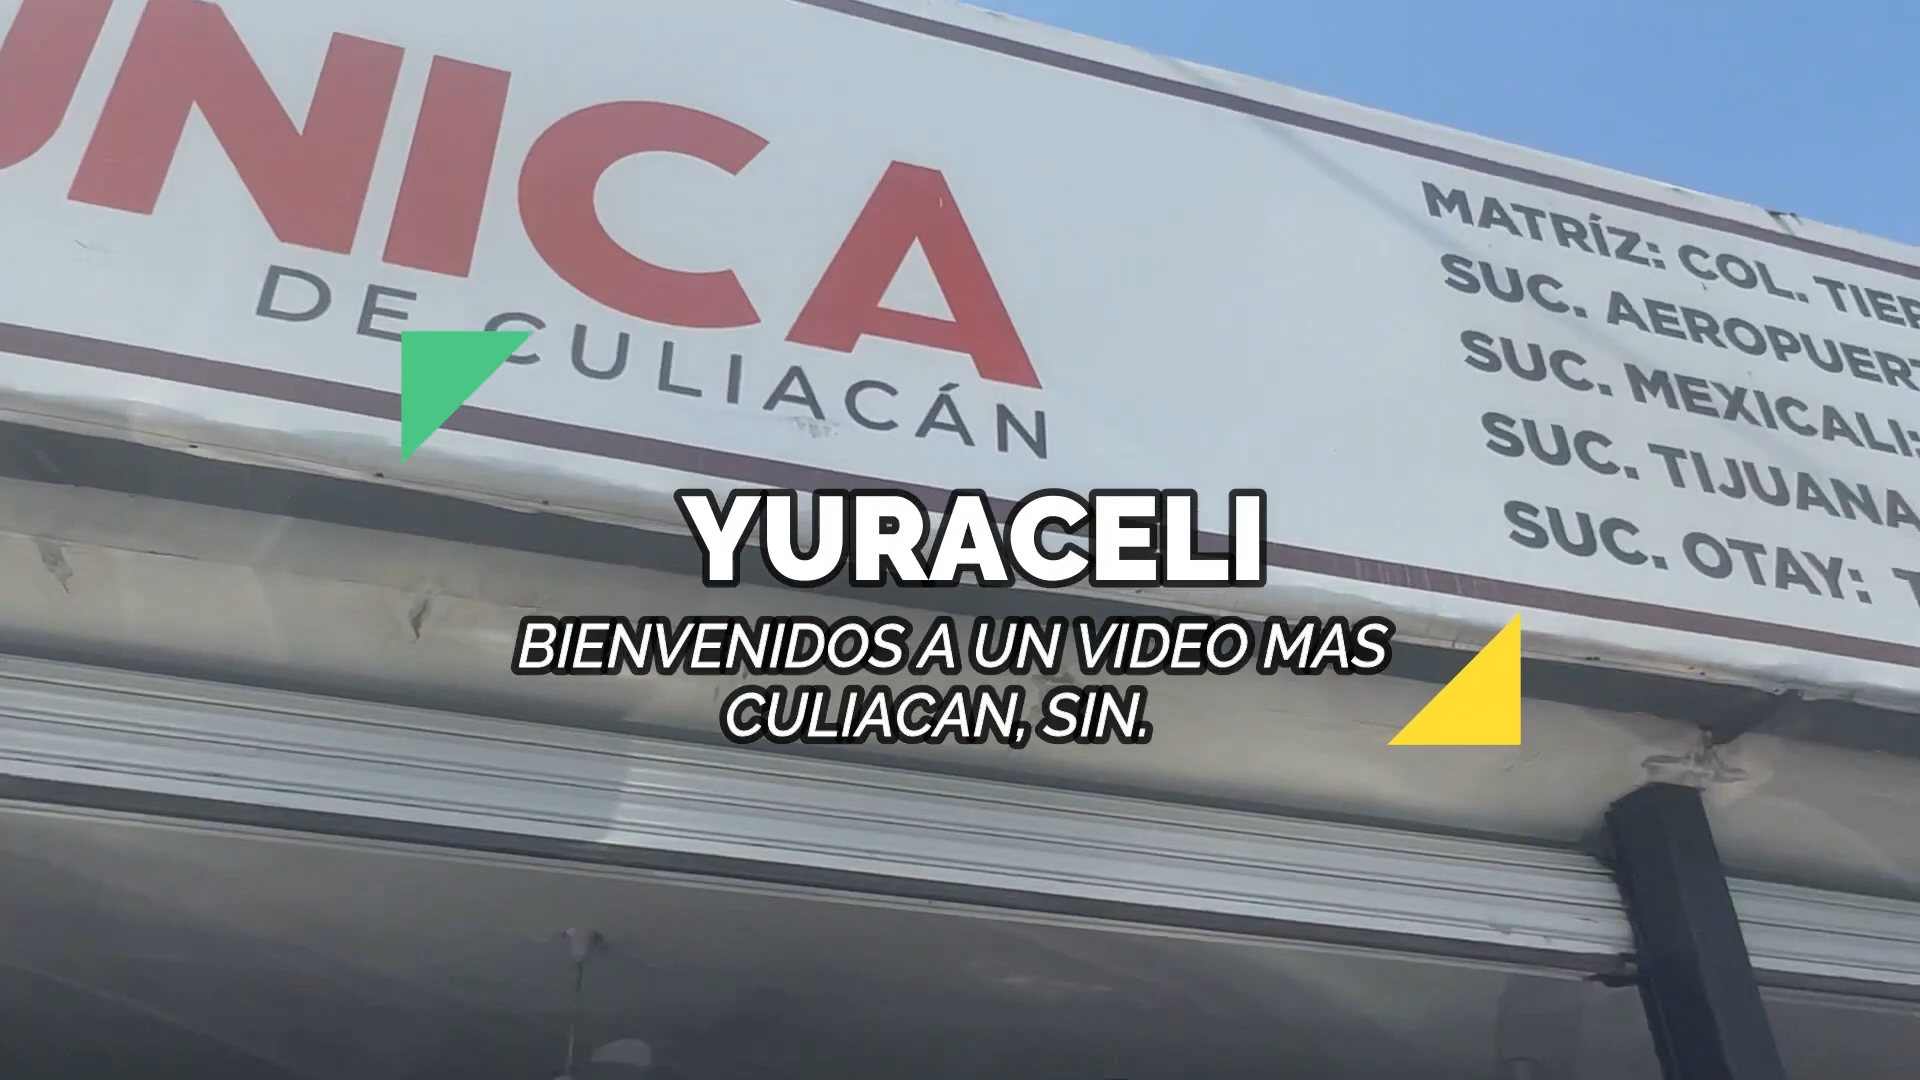 UNICA
DE CULIACÁN
MATRÍZ: COL.
SUC.
SUC. MEXICALI:
SUC. TIJUANA
SUC. OTAY:
YURACELI
BIENVENIDOS A UN VIDEO MAS
CULIACAN, SIN.